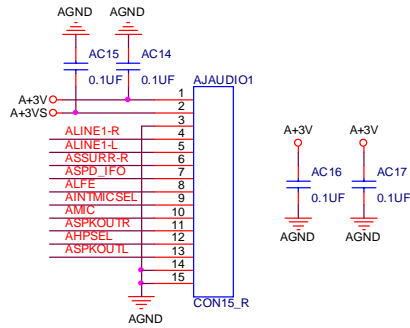 AGND AGND
AC15 AC14
0.1UF 0.1UF
AJAUDIO1
A+3V 1
A+3VS 2
3
ALINE1-R 4
ALINE1-L 5
ASSURR-R 6
ASPD_IFO 7
ALFE 8
AINTMICSEL 9
AMIC 10
ASPKOUTR 11
AHPSEL 12
ASPKOUTL 13
14
15
CON15_R
AGND
A+3V A+3V
AC16 AC17
0.1UF 0.1UF
AGND AGND